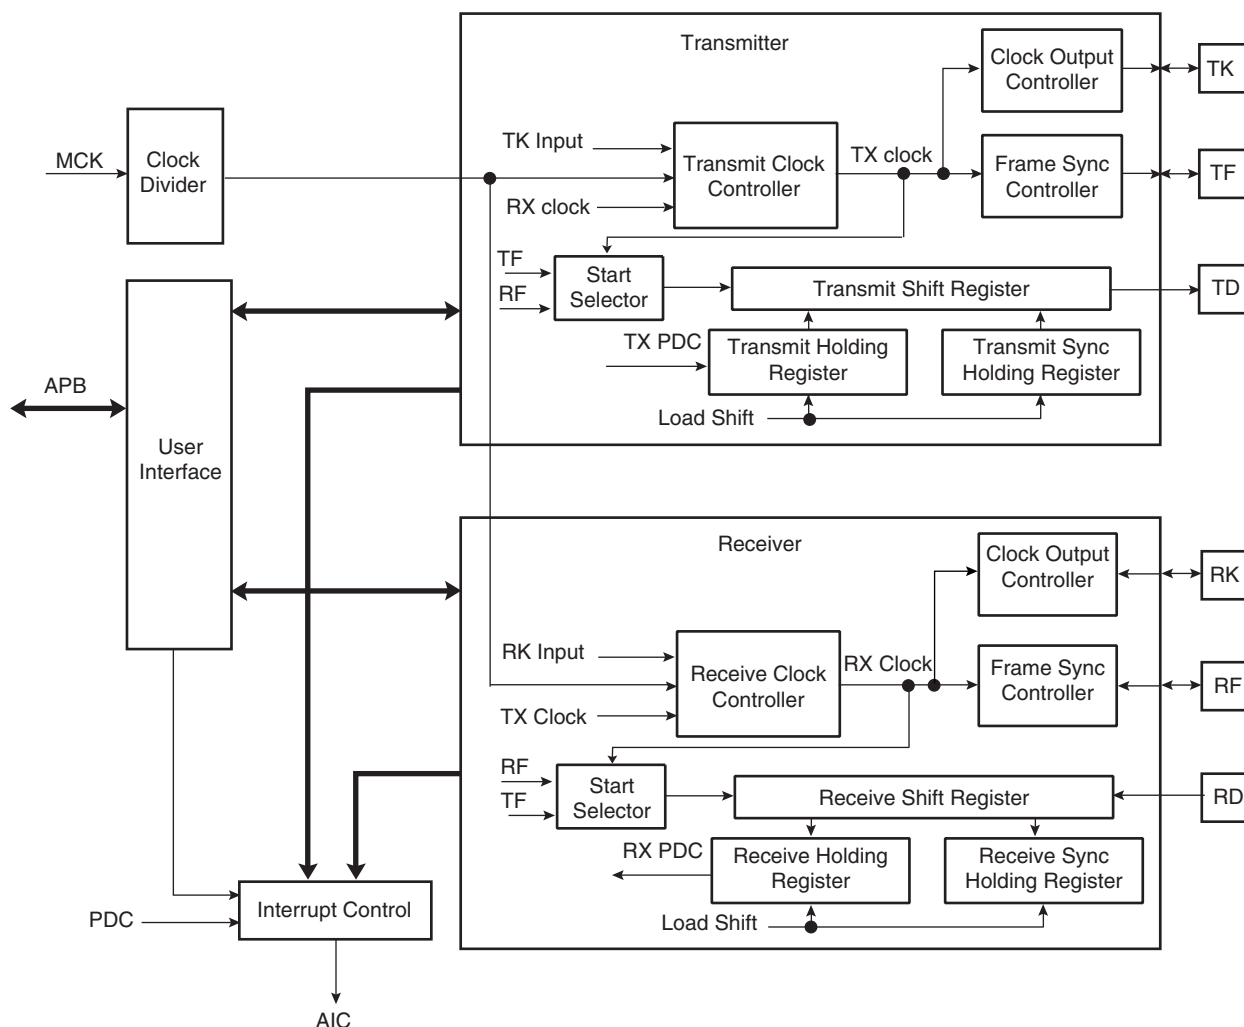 Transmitter
Clock Output
Controller
TK
MCK
Clock
Divider
TK Input
Transmit Clock
Controller
TX clock
Frame Sync
Controller
TF
RX clock
TF
RF
Start
Selector
Transmit Shift Register
TD
TX PDC
Transmit Holding
Register
Transmit Sync
Holding Register
APB
Load Shift
User
Interface
Receiver
Clock Output
Controller
RK
RK Input
Receive Clock
Controller
RX Clock
Frame Sync
Controller
RF
TX Clock
RF
TF
Start
Selector
Receive Shift Register
RD
RX PDC
Receive Holding
Register
Receive Sync
Holding Register
Load Shift
PDC
Interrupt Control
AIC